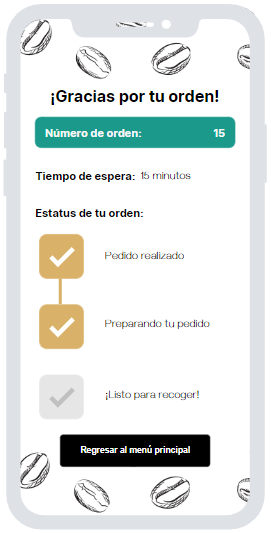 ¡Gracias por tu orden!
Número de orden: 15
Tiempo de espera: 15 minutos
Estatus de tu orden:
Pedido realizado
Preparando tu pedido
¡Listo para recoger!
Regresar al menú principal